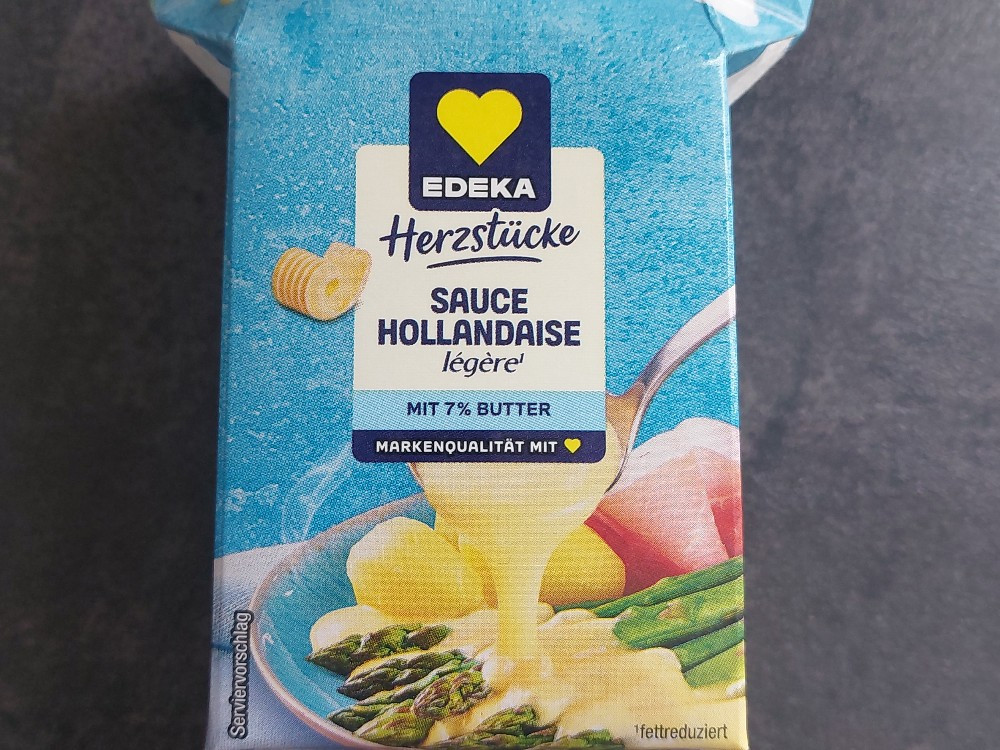 EDEKA
Herzstücke
SAUCE
HOLLANDAISE
légère¹
MIT 7% BUTTER
MARKENQUALITÄT MIT
Serviervorschlag
¹fettreduziert